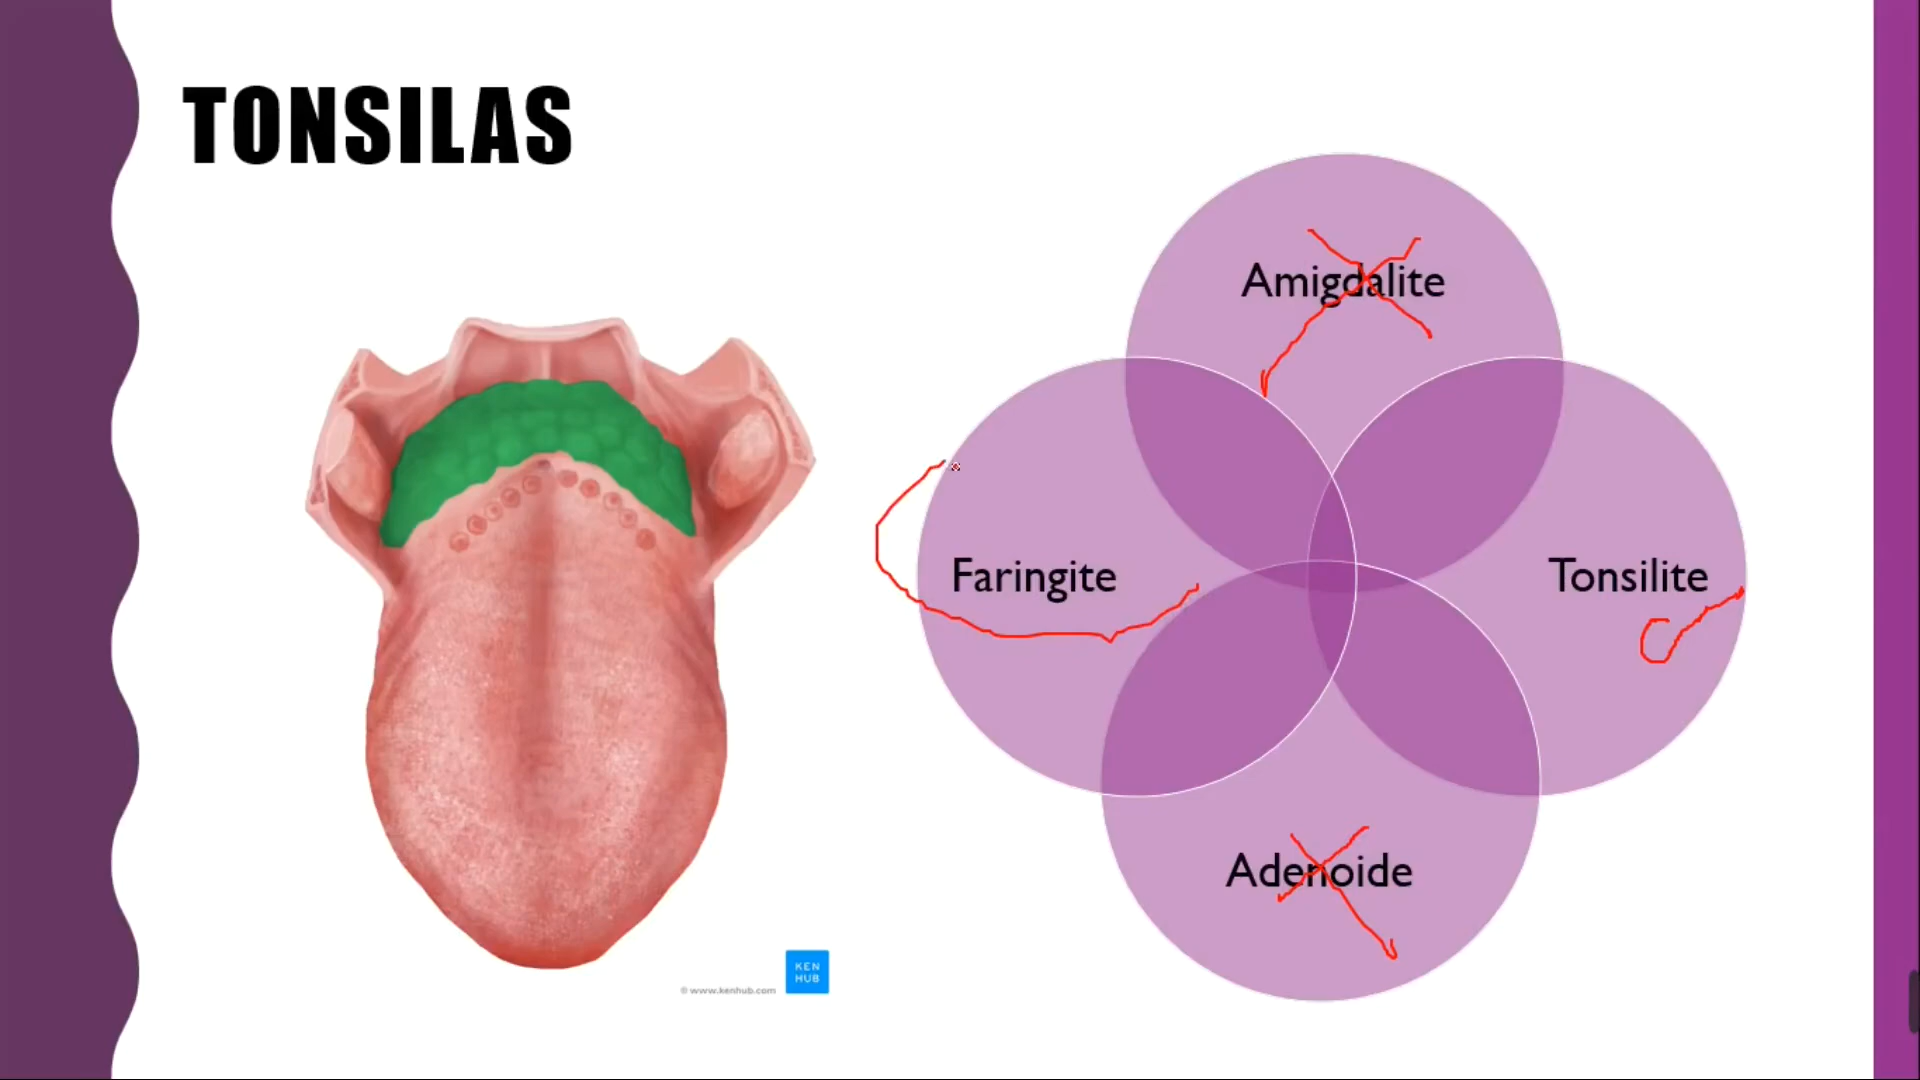 TONSILAS
Amigdalite
Faringite
Tonsilite
Adenoide
KEN
HUB
© www.kenhub.com